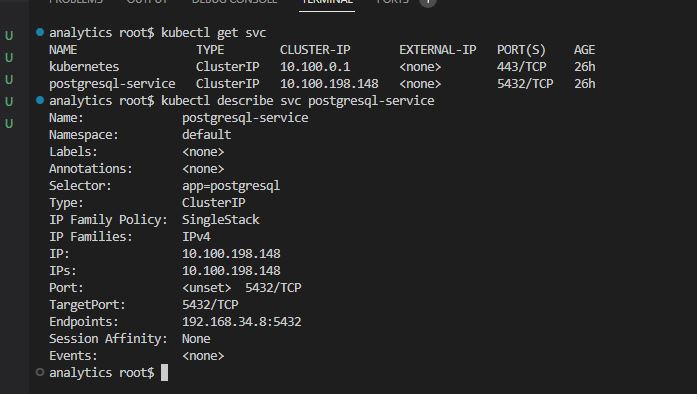 PROBLEMS OUTPUT DEBUG CONSOLE TERMINAL PORTS 1
analytics root$ kubectl get svc
NAME TYPE CLUSTER-IP EXTERNAL-IP PORT(S) AGE
kubernetes ClusterIP 10.100.0.1 <none> 443/TCP 26h
postgresql-service ClusterIP 10.100.198.148 <none> 5432/TCP 26h
analytics root$ kubectl describe svc postgresql-service
Name: postgresql-service
Namespace: default
Labels: <none>
Annotations: <none>
Selector: app=postgresql
Type: ClusterIP
IP Family Policy: SingleStack
IP Families: IPv4
IP: 10.100.198.148
IPs: 10.100.198.148
Port: <unset> 5432/TCP
TargetPort: 5432/TCP
Endpoints: 192.168.34.8:5432
Session Affinity: None
Events: <none>
analytics root$
U
U
U
U
U